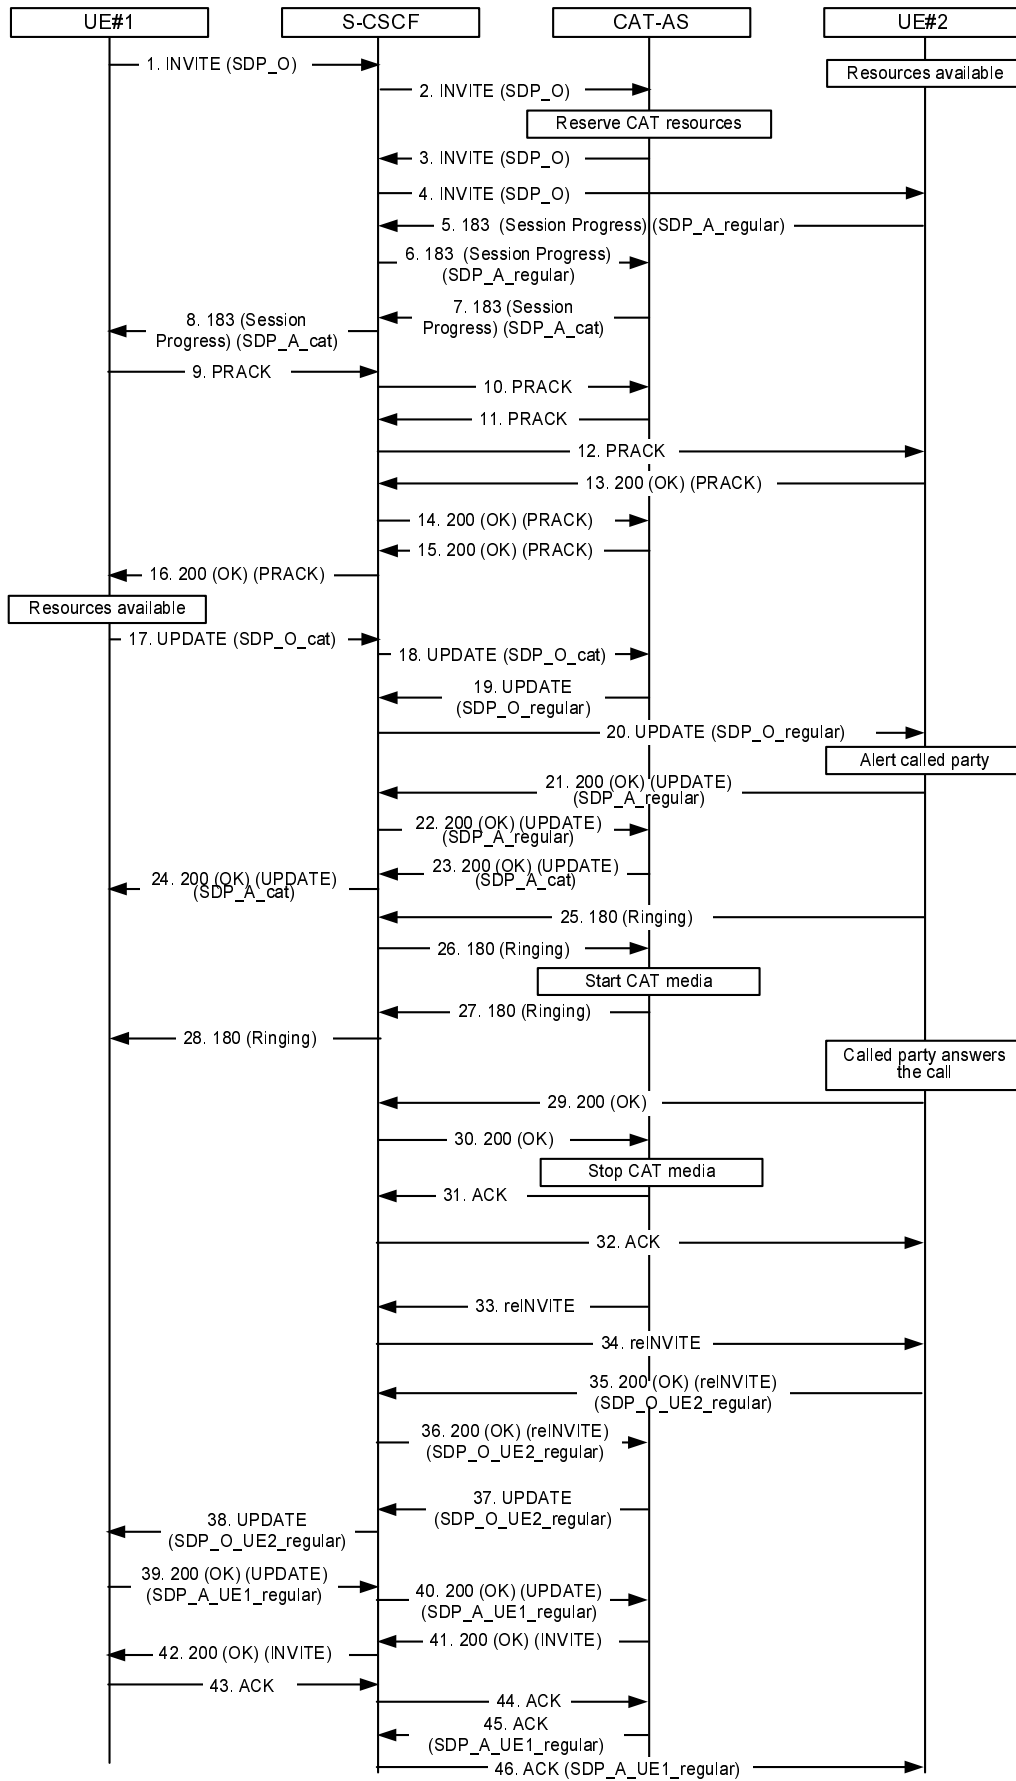 UE#1
S-CSCF
CAT-AS
UE#2
1. INVITE (SDP_O)
Resources available
2. INVITE (SDP_O)
Reserve CAT resources
3. INVITE (SDP_O)
4. INVITE (SDP_O)
5. 183 (Session Progress) (SDP_A_regular)
6. 183 (Session Progress)
(SDP_A_regular)
7. 183 (Session
Progress) (SDP_A_cat)
8. 183 (Session
Progress) (SDP_A_cat)
9. PRACK
10. PRACK
11. PRACK
12. PRACK
13. 200 (OK) (PRACK)
14. 200 (OK) (PRACK)
15. 200 (OK) (PRACK)
16. 200 (OK) (PRACK)
Resources available
17. UPDATE (SDP_O_cat)
18. UPDATE (SDP_O_cat)
19. UPDATE
(SDP_O_regular)
20. UPDATE (SDP_O_regular)
Alert called party
21. 200 (OK) (UPDATE)
(SDP_A_regular)
22. 200 (OK) (UPDATE)
(SDP_A_regular)
23. 200 (OK) (UPDATE)
(SDP_A_cat)
24. 200 (OK) (UPDATE)
(SDP_A_cat)
25. 180 (Ringing)
26. 180 (Ringing)
Start CAT media
27. 180 (Ringing)
28. 180 (Ringing)
Called party answers
the call
29. 200 (OK)
30. 200 (OK)
Stop CAT media
31. ACK
32. ACK
33. reINVITE
34. reINVITE
35. 200 (OK) (reINVITE)
(SDP_O_UE2_regular)
36. 200 (OK) (reINVITE)
(SDP_O_UE2_regular)
37. UPDATE
(SDP_O_UE2_regular)
38. UPDATE
(SDP_O_UE2_regular)
39. 200 (OK) (UPDATE)
(SDP_A_UE1_regular)
40. 200 (OK) (UPDATE)
(SDP_A_UE1_regular)
41. 200 (OK) (INVITE)
42. 200 (OK) (INVITE)
43. ACK
44. ACK
45. ACK
(SDP_A_UE1_regular)
46. ACK (SDP_A_UE1_regular)